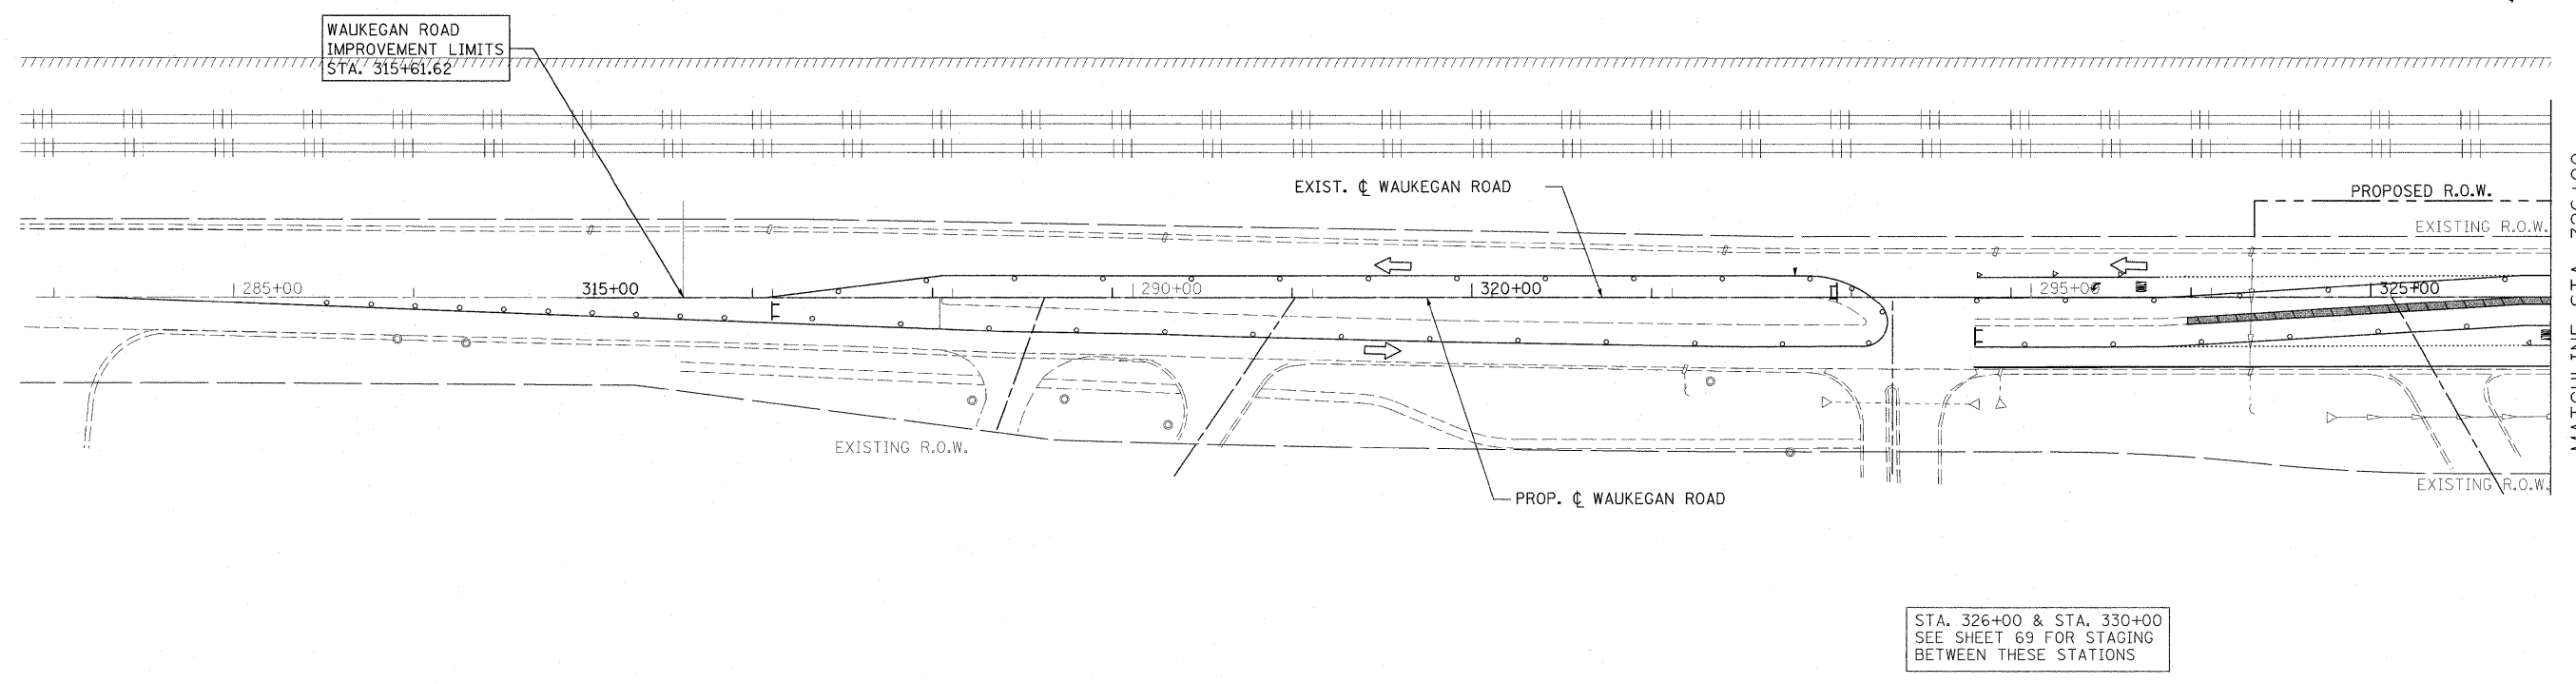 WAUKEGAN ROAD
IMPROVEMENT LIMITS
STA. 315+61.62
EXIST. ℄ WAUKEGAN ROAD
PROPOSED R.O.W.
EXISTING R.O.W.
285+00
315+00
290+00
320+00
295+00
325+00
EXISTING R.O.W.
EXISTING R.O.W.
PROP. ℄ WAUKEGAN ROAD
STA. 326+00 & STA. 330+00
SEE SHEET 69 FOR STAGING
BETWEEN THESE STATIONS